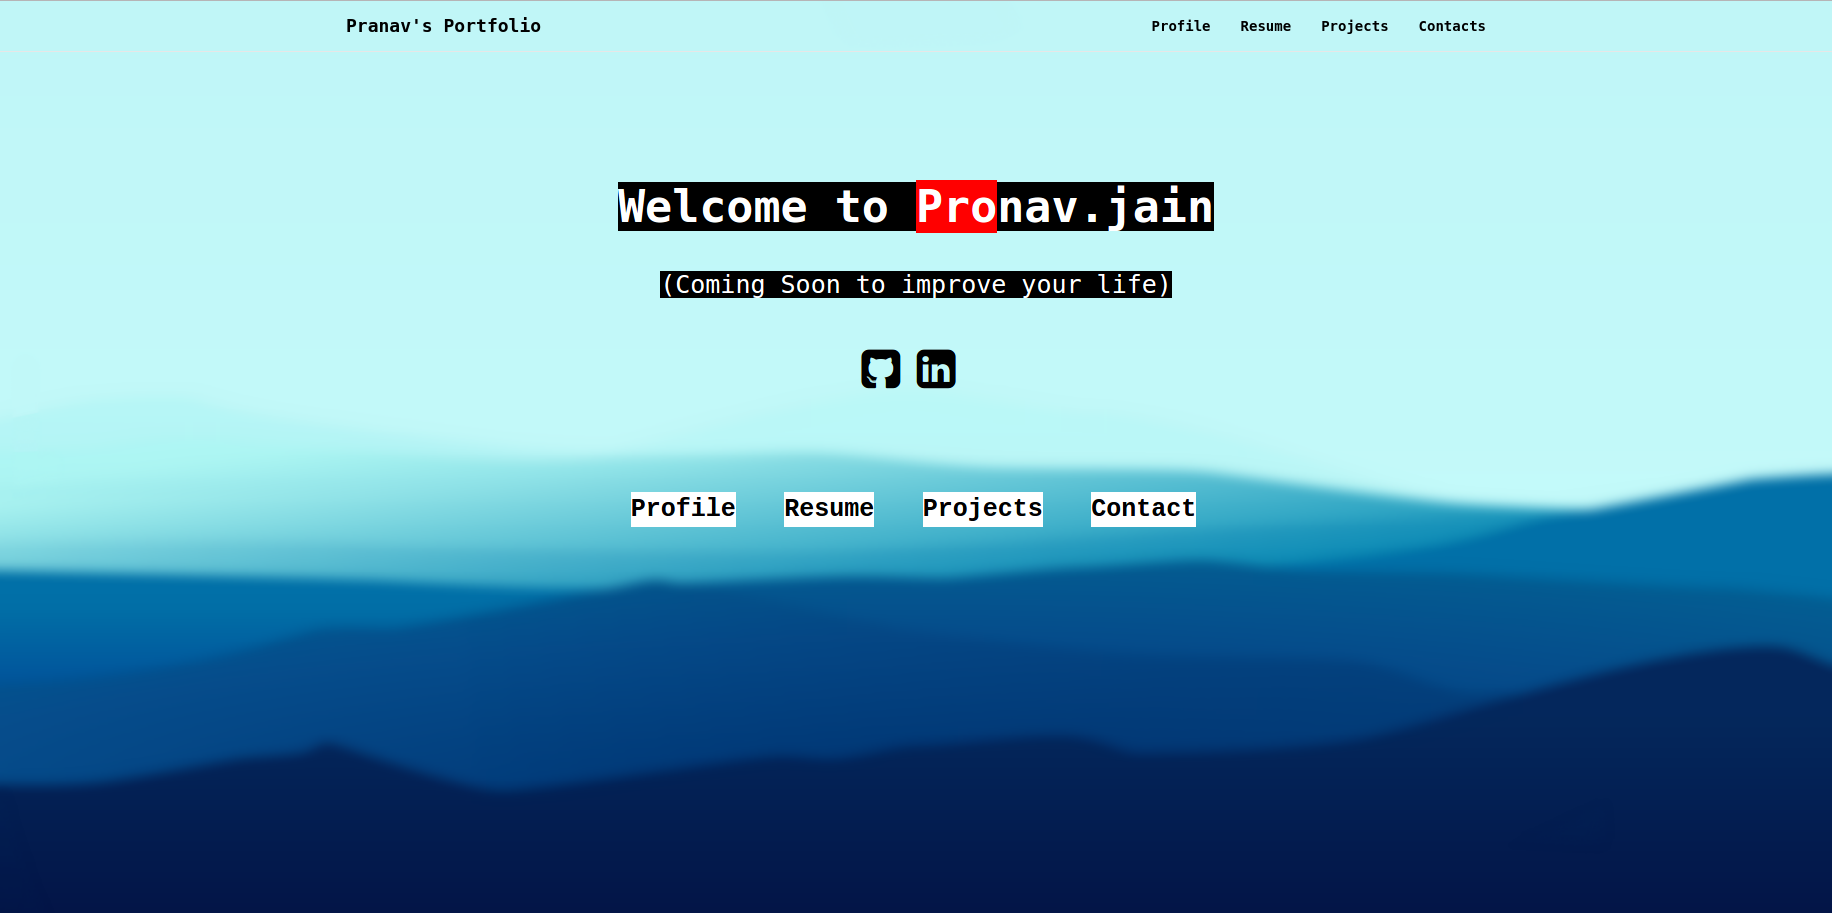 Pranav's Portfolio
Profile Resume Projects Contacts
Welcome to Pronav.jain
(Coming Soon to improve your life)
in
Profile Resume Projects Contact